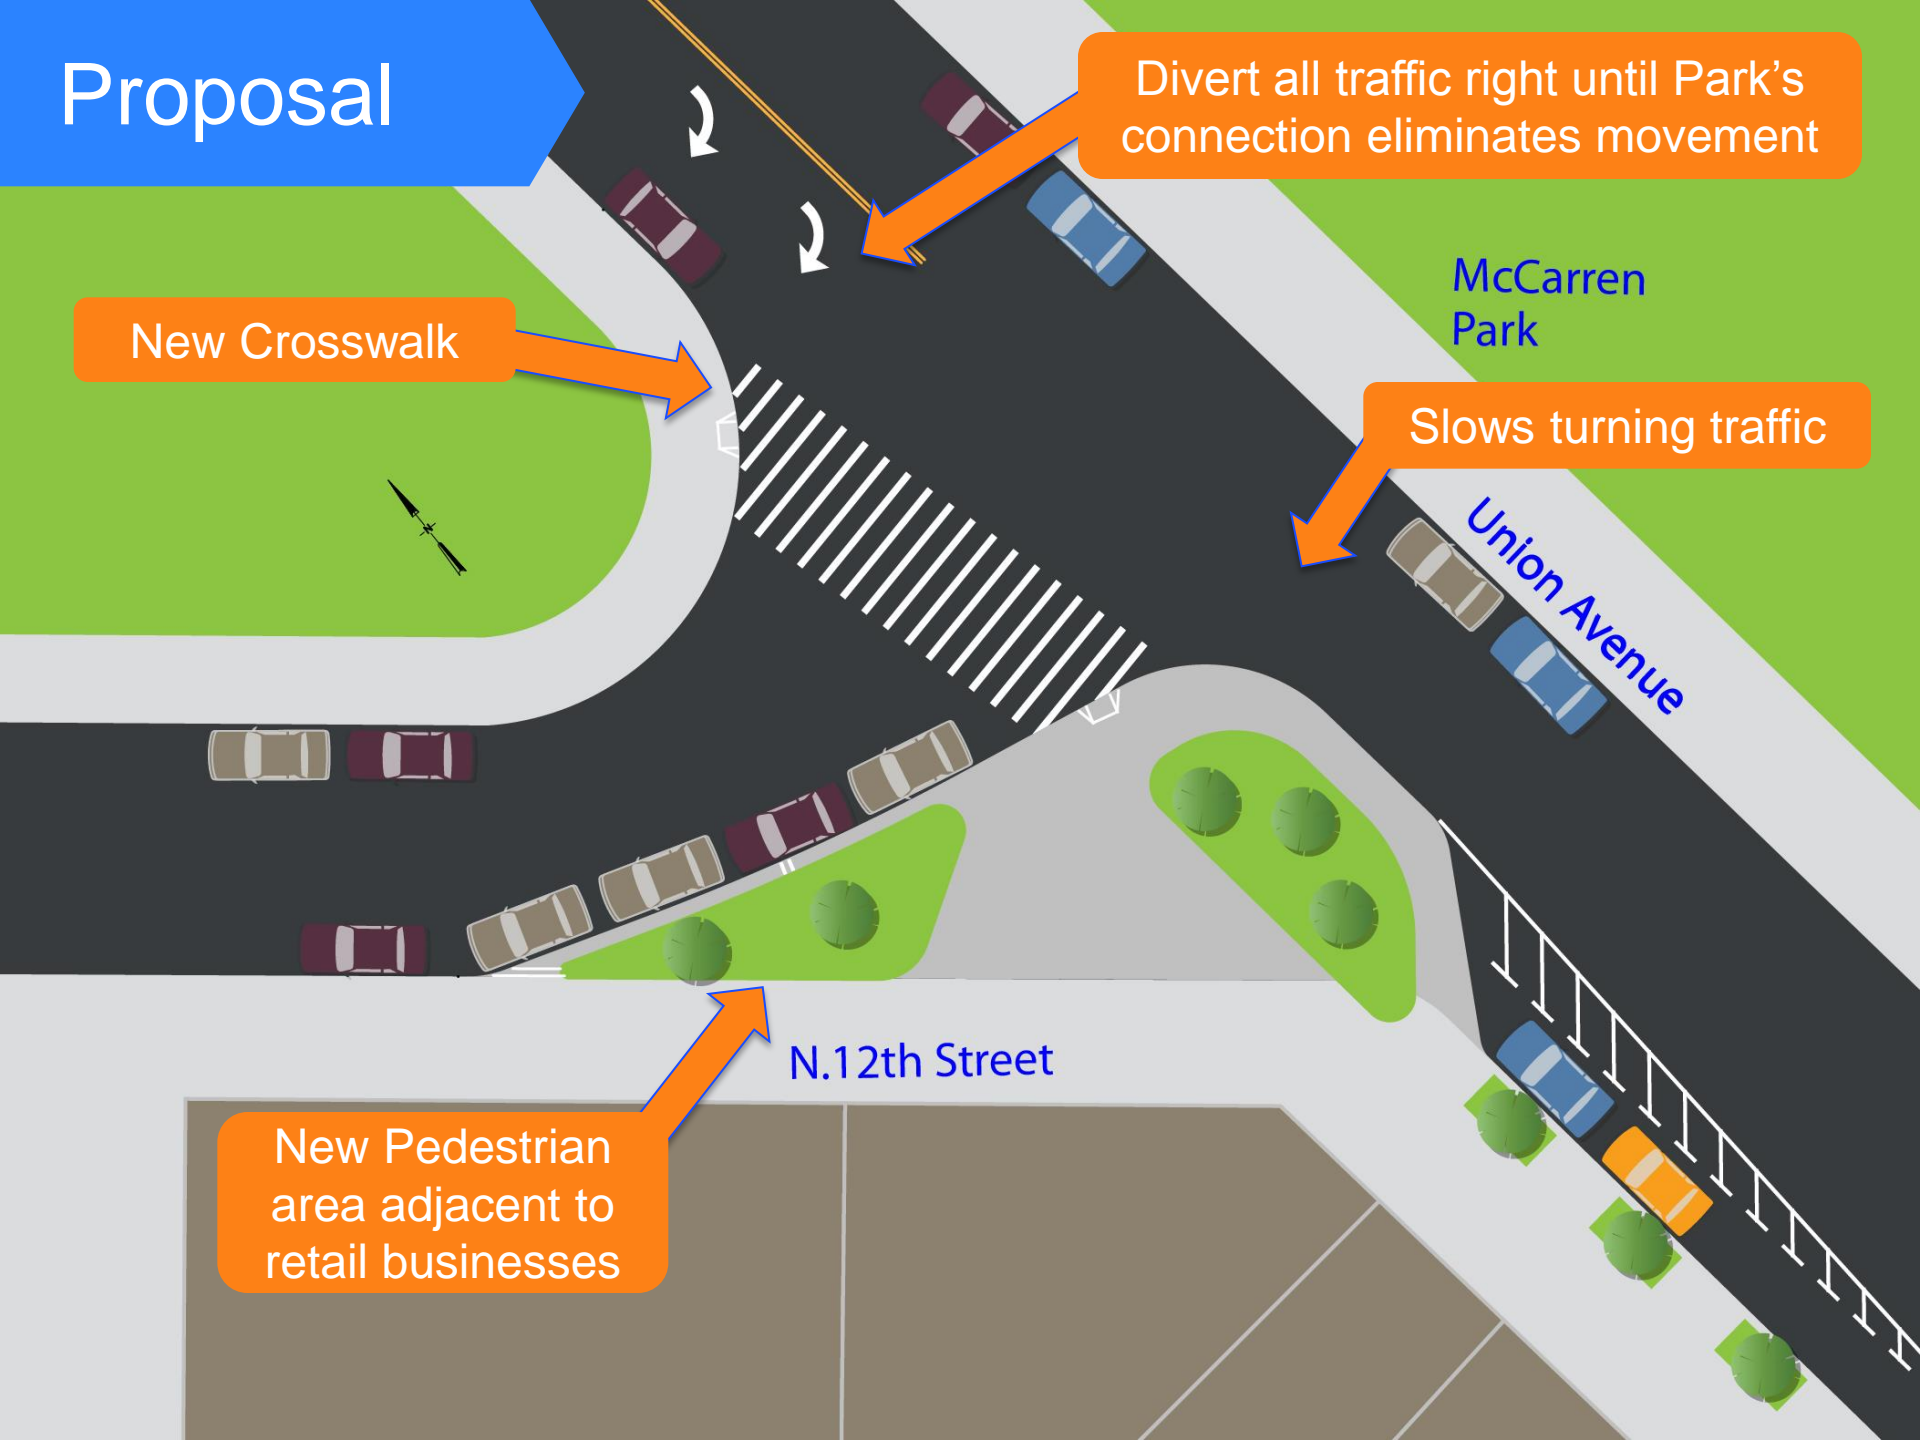 Proposal
Divert all traffic right until Park’s
connection eliminates movement
McCarren
Park
New Crosswalk
Slows turning traffic
Union Avenue
N
N.12th Street
New Pedestrian
area adjacent to
retail businesses